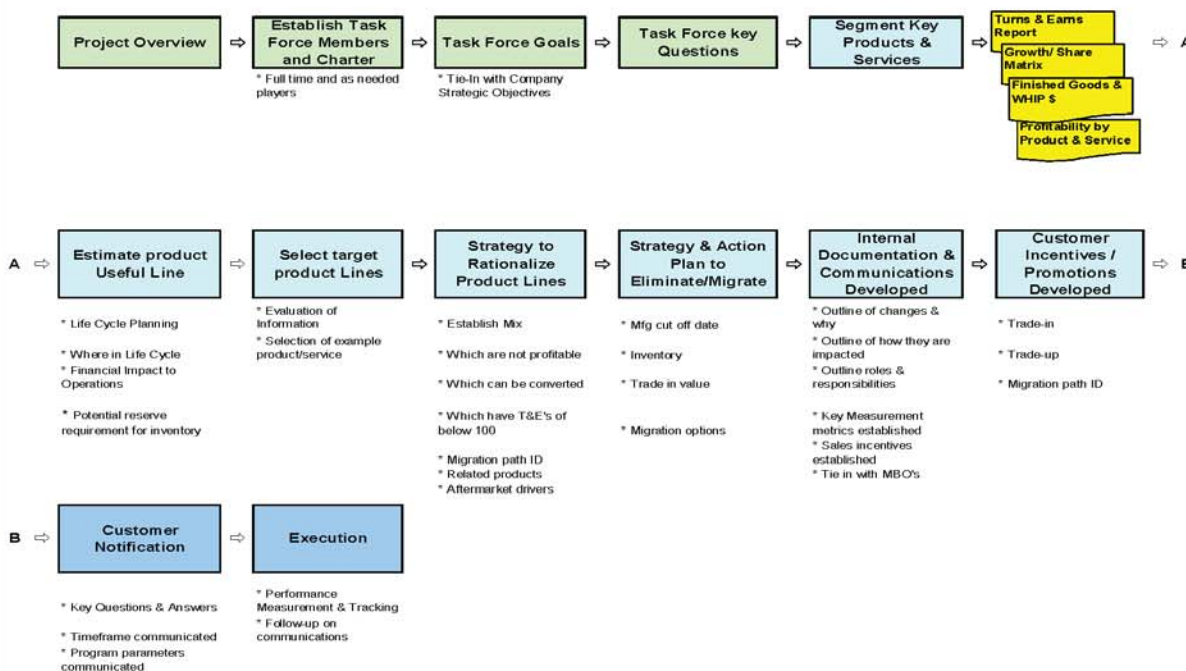 Project Overview
Establish Task
Force Members
and Charter
* Full time and as needed
players
Task Force Goals
* Tie-In with Company
Strategic Objectives
Task Force key
Questions
Segment Key
Products &
Services
Turns & Earns
Report
Growth/ Share
Matrix
Finished Goods &
WHIP $
Profitability by
Product & Service
A
A
Estimate product
Useful Line
* Life Cycle Planning
* Where in Life Cycle
* Financial Impact to
Operations
* Potential reserve
requirement for inventory
Select target
product Lines
* Evaluation of
Information
* Selection of example
product/service
Strategy to
Rationalize
Product Lines
* Establish Mix
* Which are not profitable
* Which can be converted
* Which have T&E's of
below 100
* Migration path ID
* Related products
* Aftermarket drivers
Strategy & Action
Plan to
Eliminate/Migrate
* Mfg cut off date
* Inventory
* Trade in value
* Migration options
Internal
Documentation &
Communications
Developed
* Outline of changes &
why
* Outline of how they are
impacted
* Outline roles &
responsibilities
* Key Measurement
metrics established
* Sales incentives
established
* Tie in with MBO's
Customer
Incentives /
Promotions
Developed
* Trade-in
* Trade-up
* Migration path ID
B
B
Customer
Notification
* Key Questions & Answers
* Timeframe communicated
* Program parameters
communicated
Execution
* Performance
Measurement & Tracking
* Follow-up on
communications